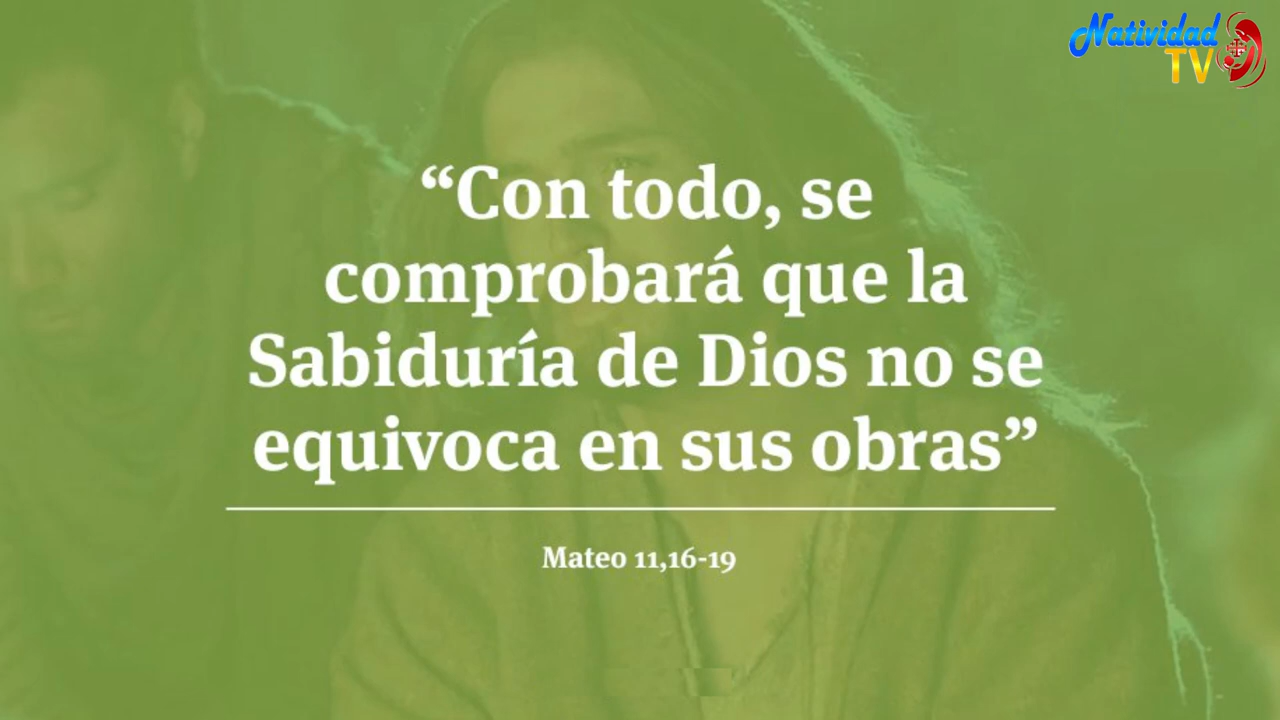 Natividad
TV
“Con todo, se
comprobará que la
Sabiduría de Dios no se
equivoca en sus obras”
Mateo 11,16-19